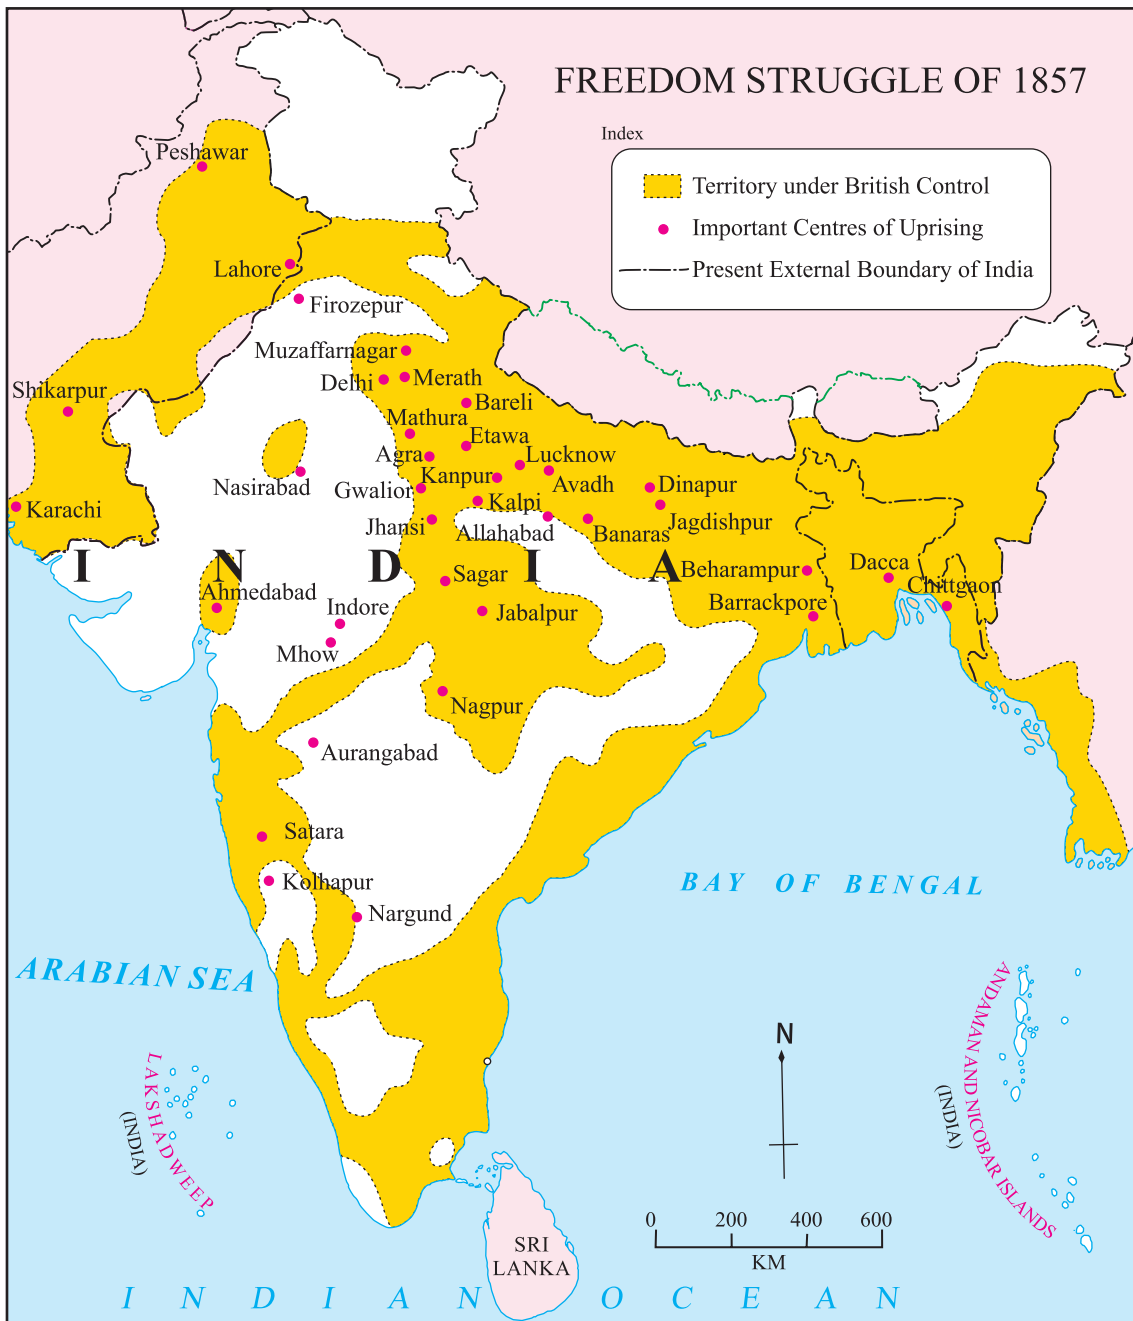 FREEDOM STRUGGLE OF 1857
Index
Territory under British Control
Important Centres of Uprising
Present External Boundary of India
Peshawar
Lahore
Firozepur
Muzaffarnagar
Delhi
Merath
Shikarpur
Bareli
Mathura
Etawa
Agra
Lucknow
Kanpur
Avadh
Nasirabad
Gwalior
Dinapur
Karachi
Kalpi
Jagdishpur
Jhansi
Allahabad
Banaras
I N D I A
Sagar
Beharampur
Dacca
Chittgaon
Ahmedabad
Indore
Jabalpur
Barrackpore
Mhow
Nagpur
Aurangabad
Satara
Kolhapur
Nargund
BAY OF BENGAL
ARABIAN SEA
ANDAMAN AND NICOBAR ISLANDS
(INDIA)
N
LAKSHADWEEP
(INDIA)
0 200 400 600
KM
SRI
LANKA
I N D I A N O C E A N